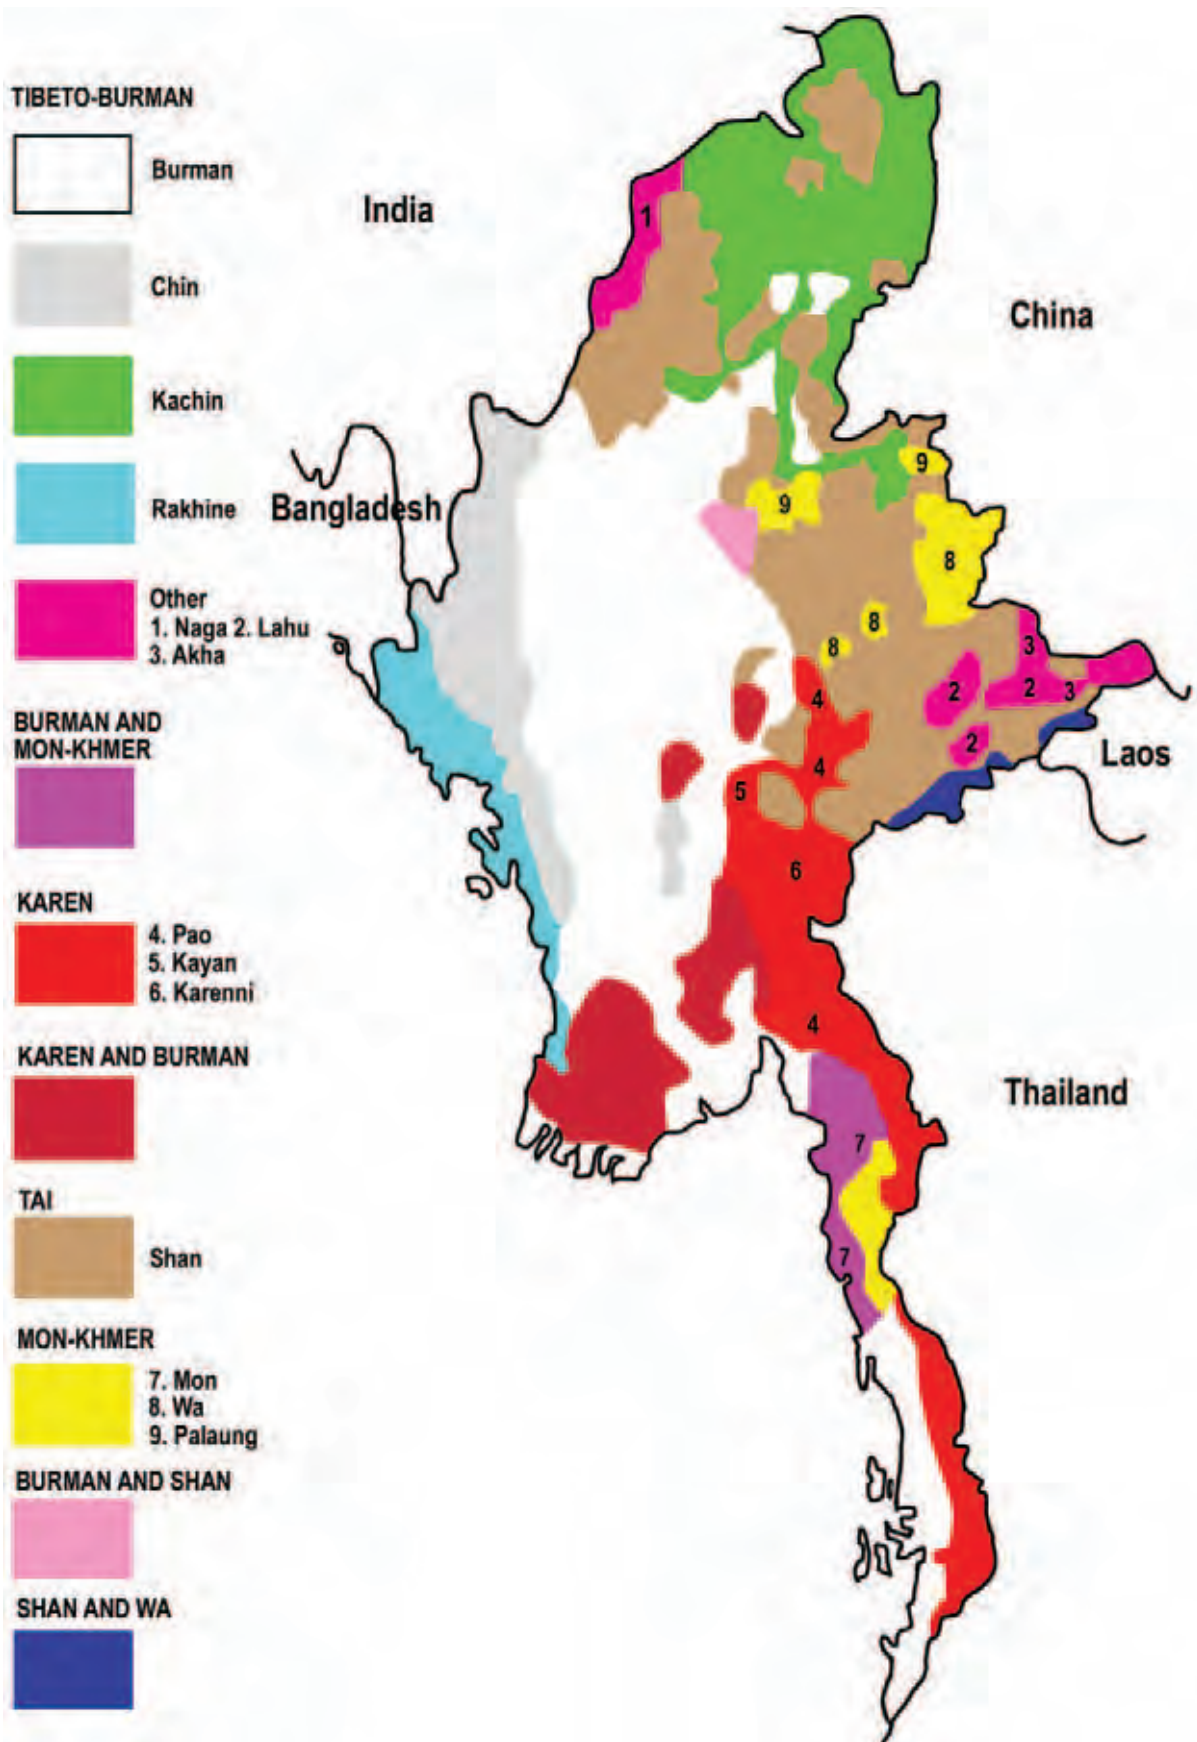 TIBETO-BURMAN
Burman
Chin
Kachin
Rakhine
Other
1. Naga 2. Lahu
3. Akha
BURMAN AND
MON-KHMER
KAREN
4. Pao
5. Kayan
6. Karenni
KAREN AND BURMAN
TAI
Shan
MON-KHMER
7. Mon
8. Wa
9. Palaung
BURMAN AND SHAN
SHAN AND WA
India
China
Bangladesh
Laos
Thailand
1
9
9
8
8
8
3
2
2
3
2
4
4
5
6
4
7
7